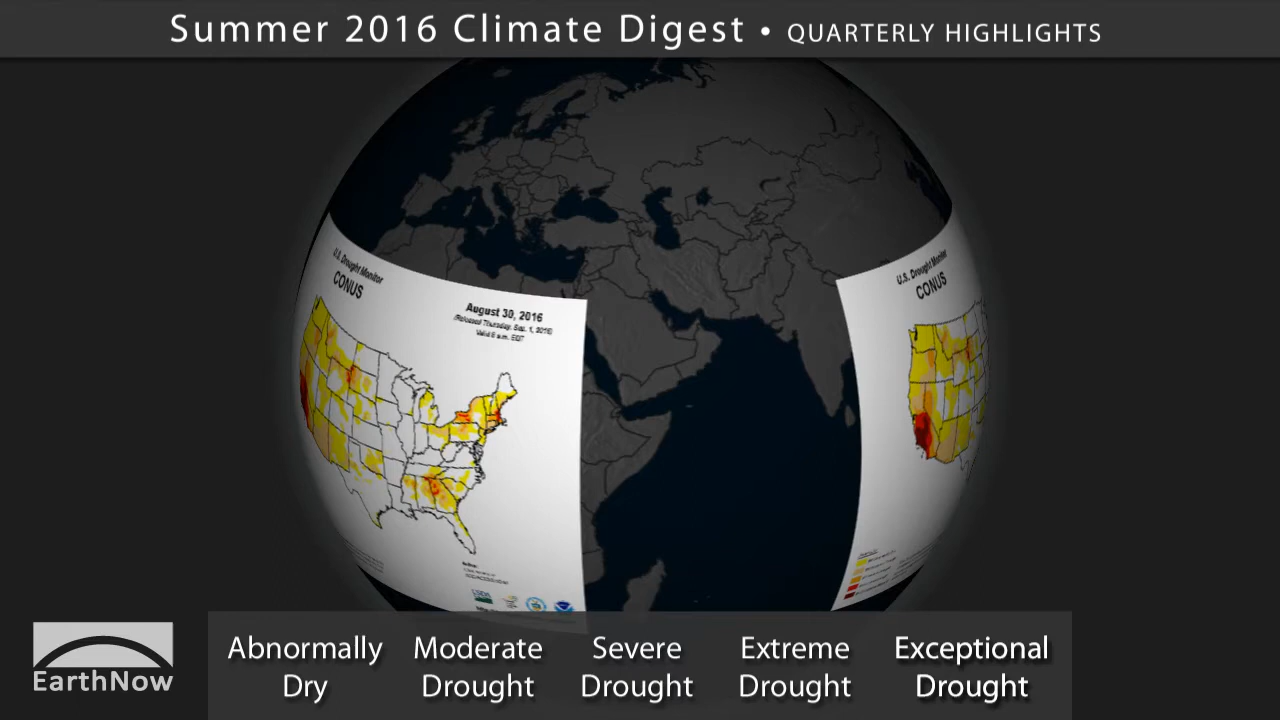 Summer 2016 Climate Digest • QUARTERLY HIGHLIGHTS
U.S. Drought Monitor
CONUS
August 30, 2016
(Released Thursday, Sep. 1, 2016)
Valid 8 a.m. EDT
U.S. Drought Monitor
CONUS
USDA
EarthNow
Abnormally
Dry
Moderate
Drought
Severe
Drought
Extreme
Drought
Exceptional
Drought